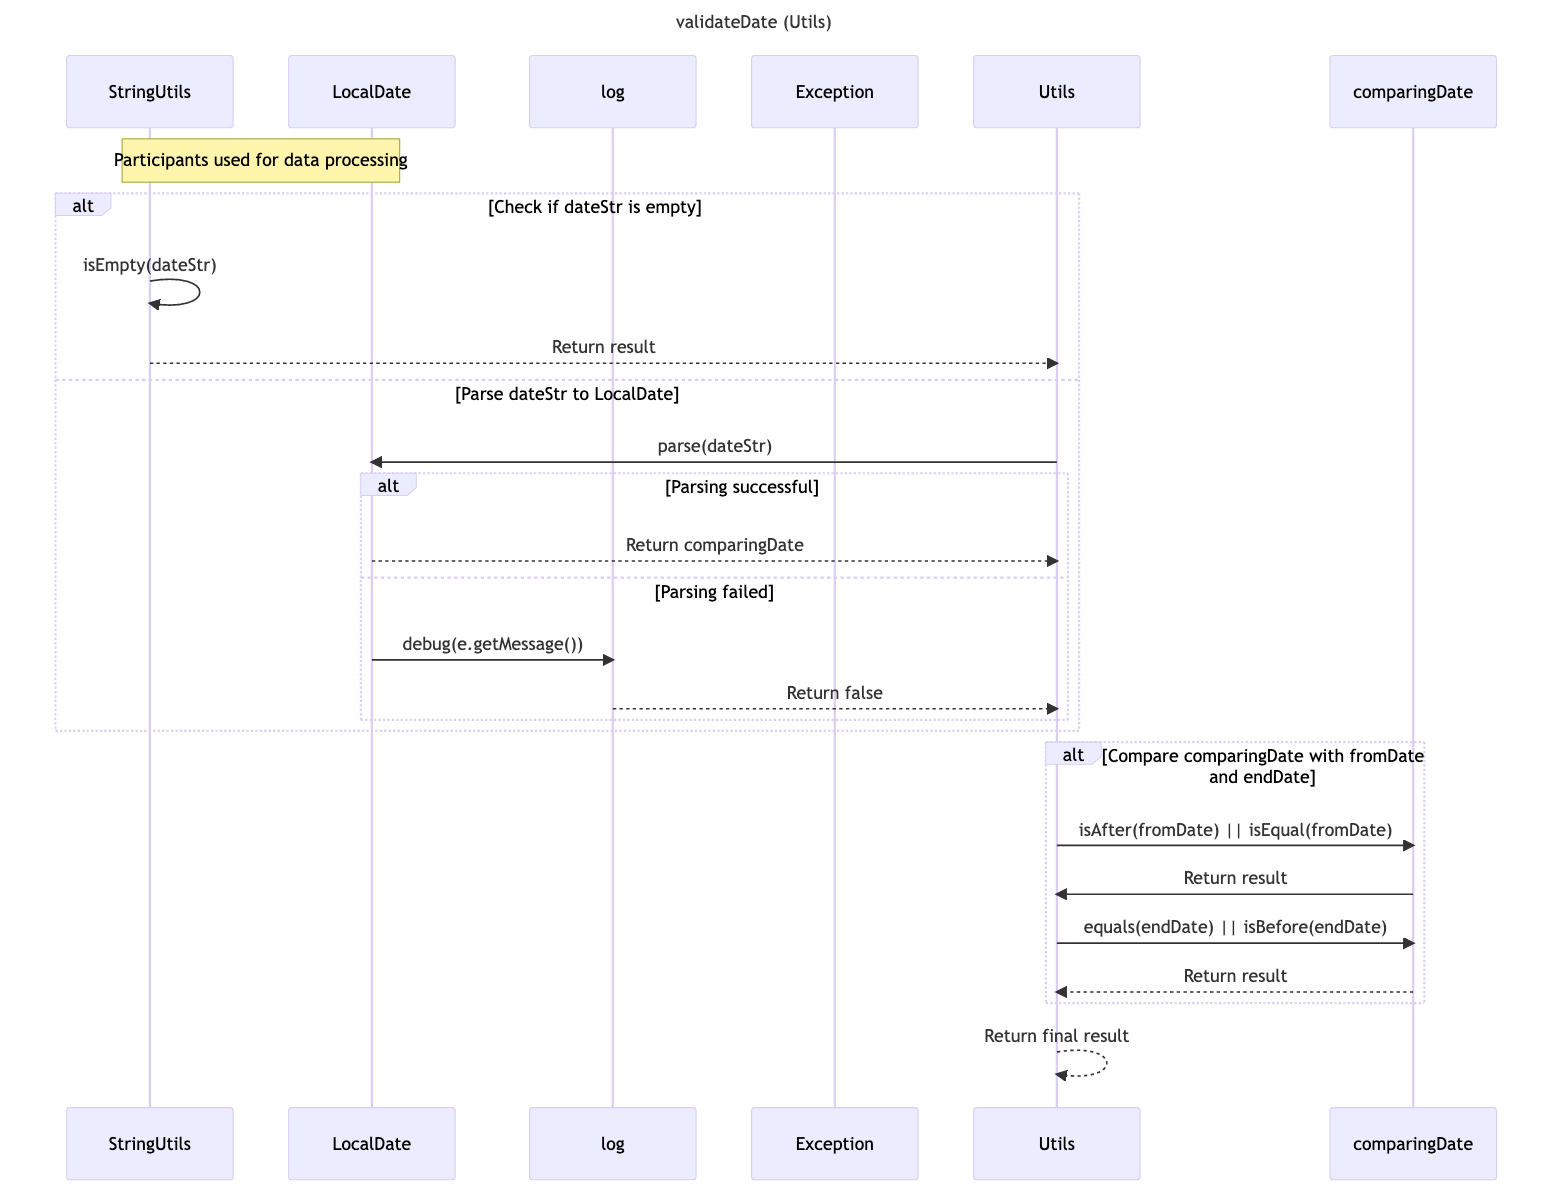 validateDate (Utils)
StringUtils
LocalDate
log
Exception
Utils
comparingDate
Participants used for data processing
alt
[Check if dateStr is empty]
isEmpty(dateStr)
Return result
[Parse dateStr to LocalDate]
parse(dateStr)
alt
[Parsing successful]
Return comparingDate
[Parsing failed]
debug(e.getMessage())
Return false
alt
[Compare comparingDate with fromDate
and endDate]
isAfter(fromDate) || isEqual(fromDate)
Return result
equals(endDate) || isBefore(endDate)
Return result
Return final result
StringUtils
LocalDate
log
Exception
Utils
comparingDate